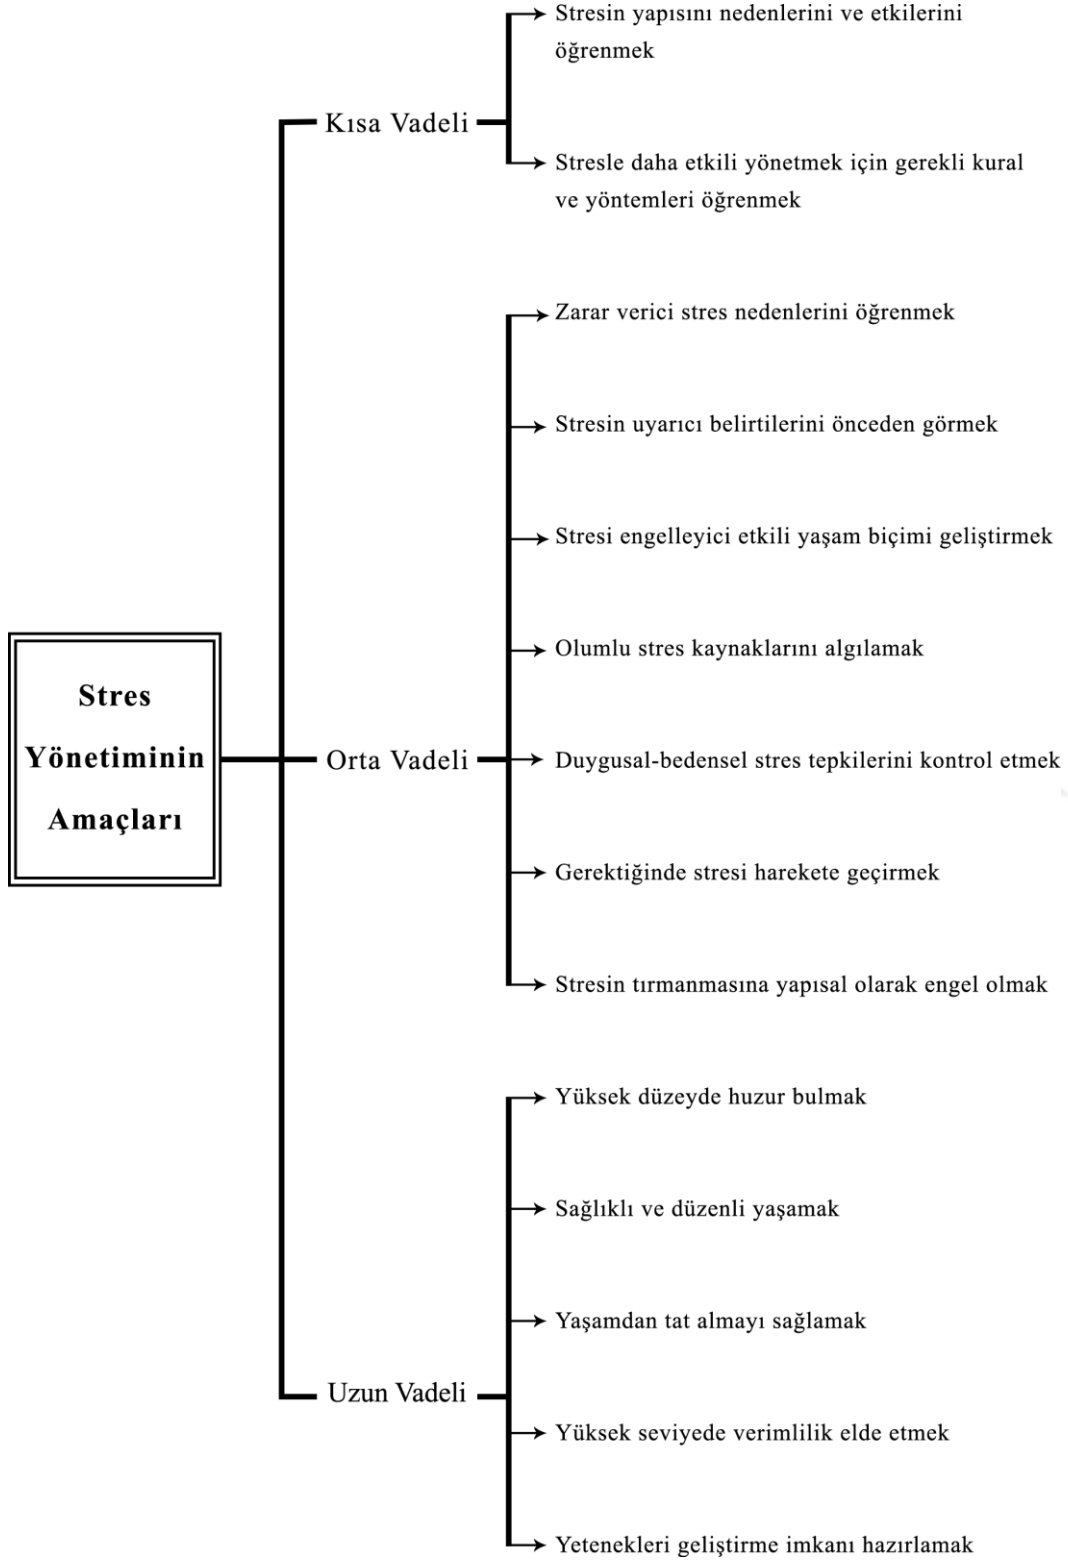 Stres
Yönetiminin
Amaçları
Kısa Vadeli
Stresin yapısını nedenlerini ve etkilerini
öğrenmek
Stresle daha etkili yönetmek için gerekli kural
ve yöntemleri öğrenmek
Orta Vadeli
Zarar verici stres nedenlerini öğrenmek
Stresin uyarıcı belirtilerini önceden görmek
Stresi engelleyici etkili yaşam biçimi geliştirmek
Olumlu stres kaynaklarını algılamak
Duygusal-bedensel stres tepkilerini kontrol etmek
Gerektiğinde stresi harekete geçirmek
Stresin tırmanmasına yapısal olarak engel olmak
Uzun Vadeli
Yüksek düzeyde huzur bulmak
Sağlıklı ve düzenli yaşamak
Yaşamdan tat almayı sağlamak
Yüksek seviyede verimlilik elde etmek
Yetenekleri geliştirme imkanı hazırlamak